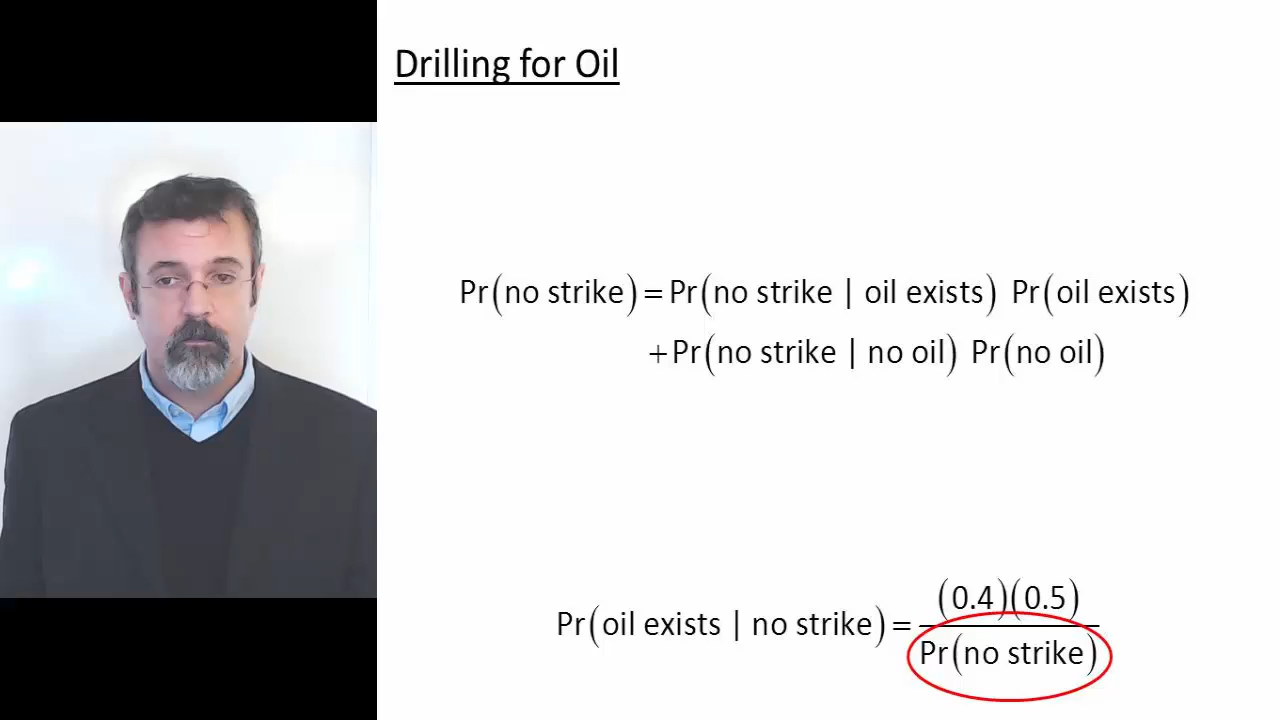 Drilling for Oil
Pr(no strike) = Pr(no strike | oil exists) Pr(oil exists)
+Pr(no strike | no oil) Pr(no oil)
(0.4)(0.5)
Pr(oil exists | no strike) =
Pr(no strike)